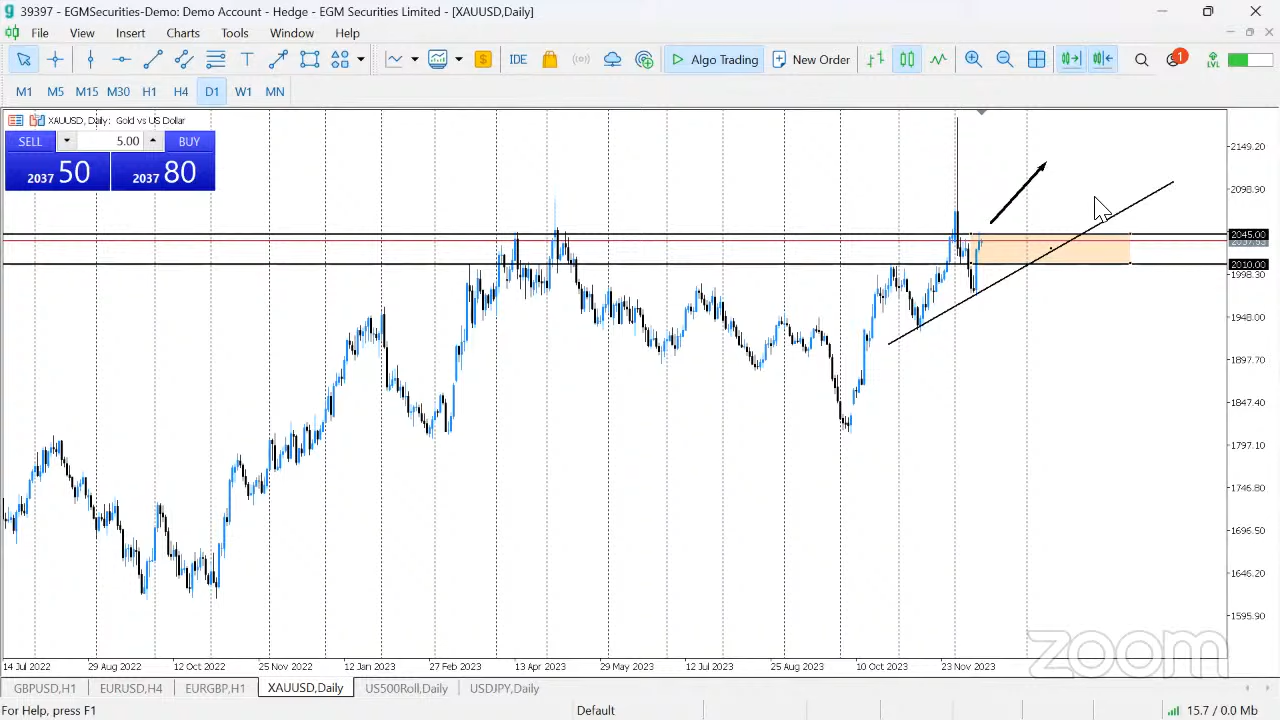 39397 - EGMSecurities-Demo: Demo Account - Hedge - EGM Securities Limited - [XAUUSD,Daily]
File View Insert Charts Tools Window Help
IDE Algo Trading New Order 1 LVL
M1 M5 M15 M30 H1 H4 D1 W1 MN
XAUUSD, Daily: Gold vs US Dollar
SELL 5.00 BUY
2037 50 2037 80
2149.20
2098.90
2045.00
2010.00
1998.30
1948.00
1897.70
1847.40
1797.10
1746.80
1696.50
1646.20
1595.90
14 Jul 2022 29 Aug 2022 12 Oct 2022 25 Nov 2022 12 Jan 2023 27 Feb 2023 13 Apr 2023 29 May 2023 12 Jul 2023 25 Aug 2023 10 Oct 2023 23 Nov 2023
zoom
GBPUSD,H1 EURUSD,H4 EURGBP,H1 XAUUSD,Daily US500Roll,Daily USDJPY,Daily
For Help, press F1 Default 15.7 / 0.0 Mb